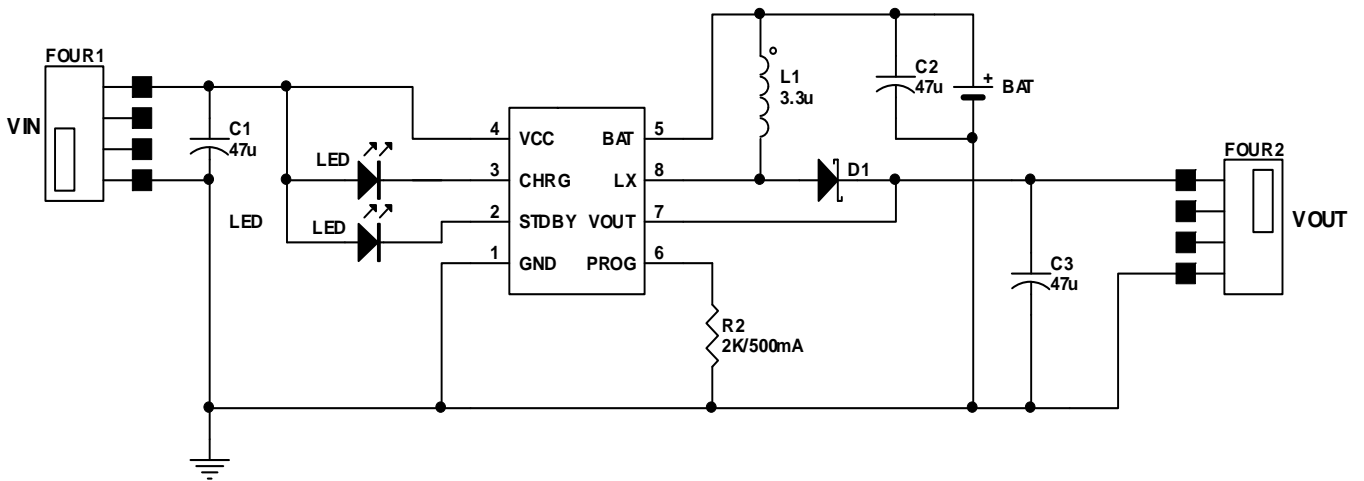 FOUR1
VIN
C1
47u
LED
LED
LED
4
VCC
3
CHRG
2
STDBY
1
GND
BAT
5
LX
8
VOUT
7
PROG
6
L1
3.3u
C2
47u
+
BAT
D1
R2
2K/500mA
C3
47u
FOUR2
VOUT